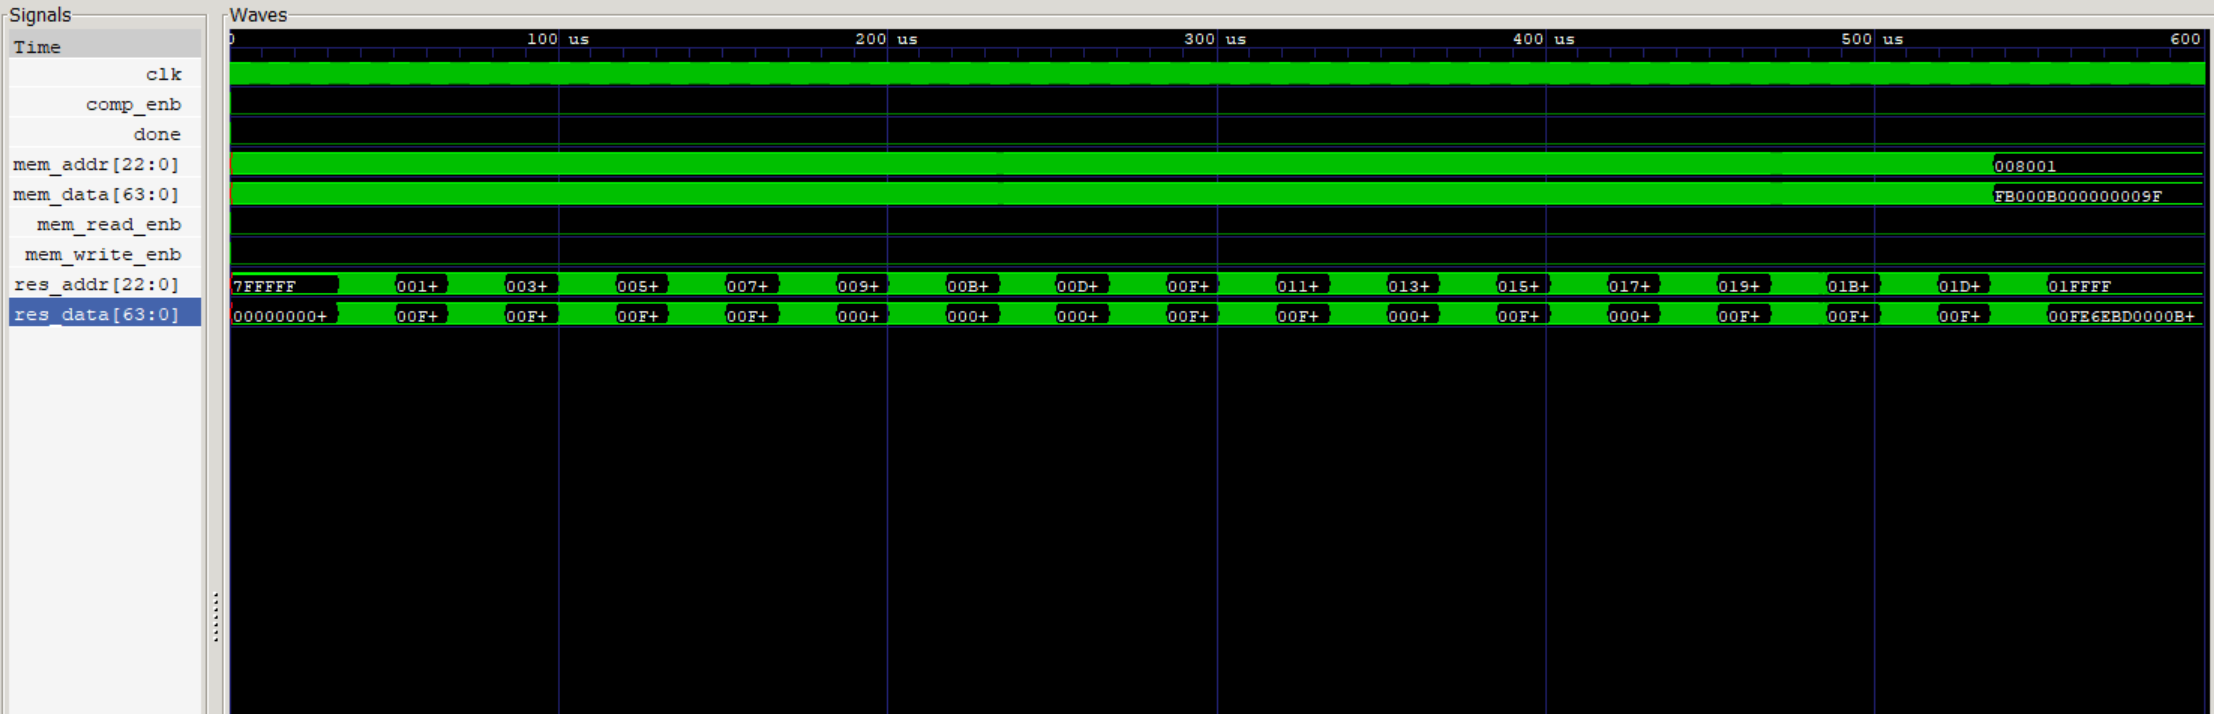 Signals Waves
Time 0 100 us 200 us 300 us 400 us 500 us 600
clk
comp_enb
done
mem_addr[22:0] 008001
mem_data[63:0] FB000B000000009F
mem_read_enb
mem_write_enb
res_addr[22:0] 7FFFFF 001+ 003+ 005+ 007+ 009+ 00B+ 00D+ 00F+ 011+ 013+ 015+ 017+ 019+ 01B+ 01D+ 01FFFF
res_data[63:0] 00000000+ 00F+ 00F+ 00F+ 00F+ 000+ 000+ 000+ 00F+ 00F+ 000+ 00F+ 000+ 00F+ 00F+ 00F+ 00FE6EBD0000B+